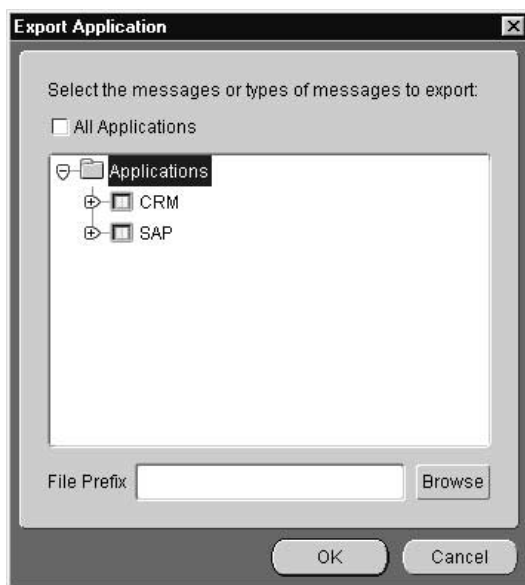 Export Application
Select the messages or types of messages to export:
All Applications
Applications
CRM
SAP
File Prefix
Browse
OK
Cancel